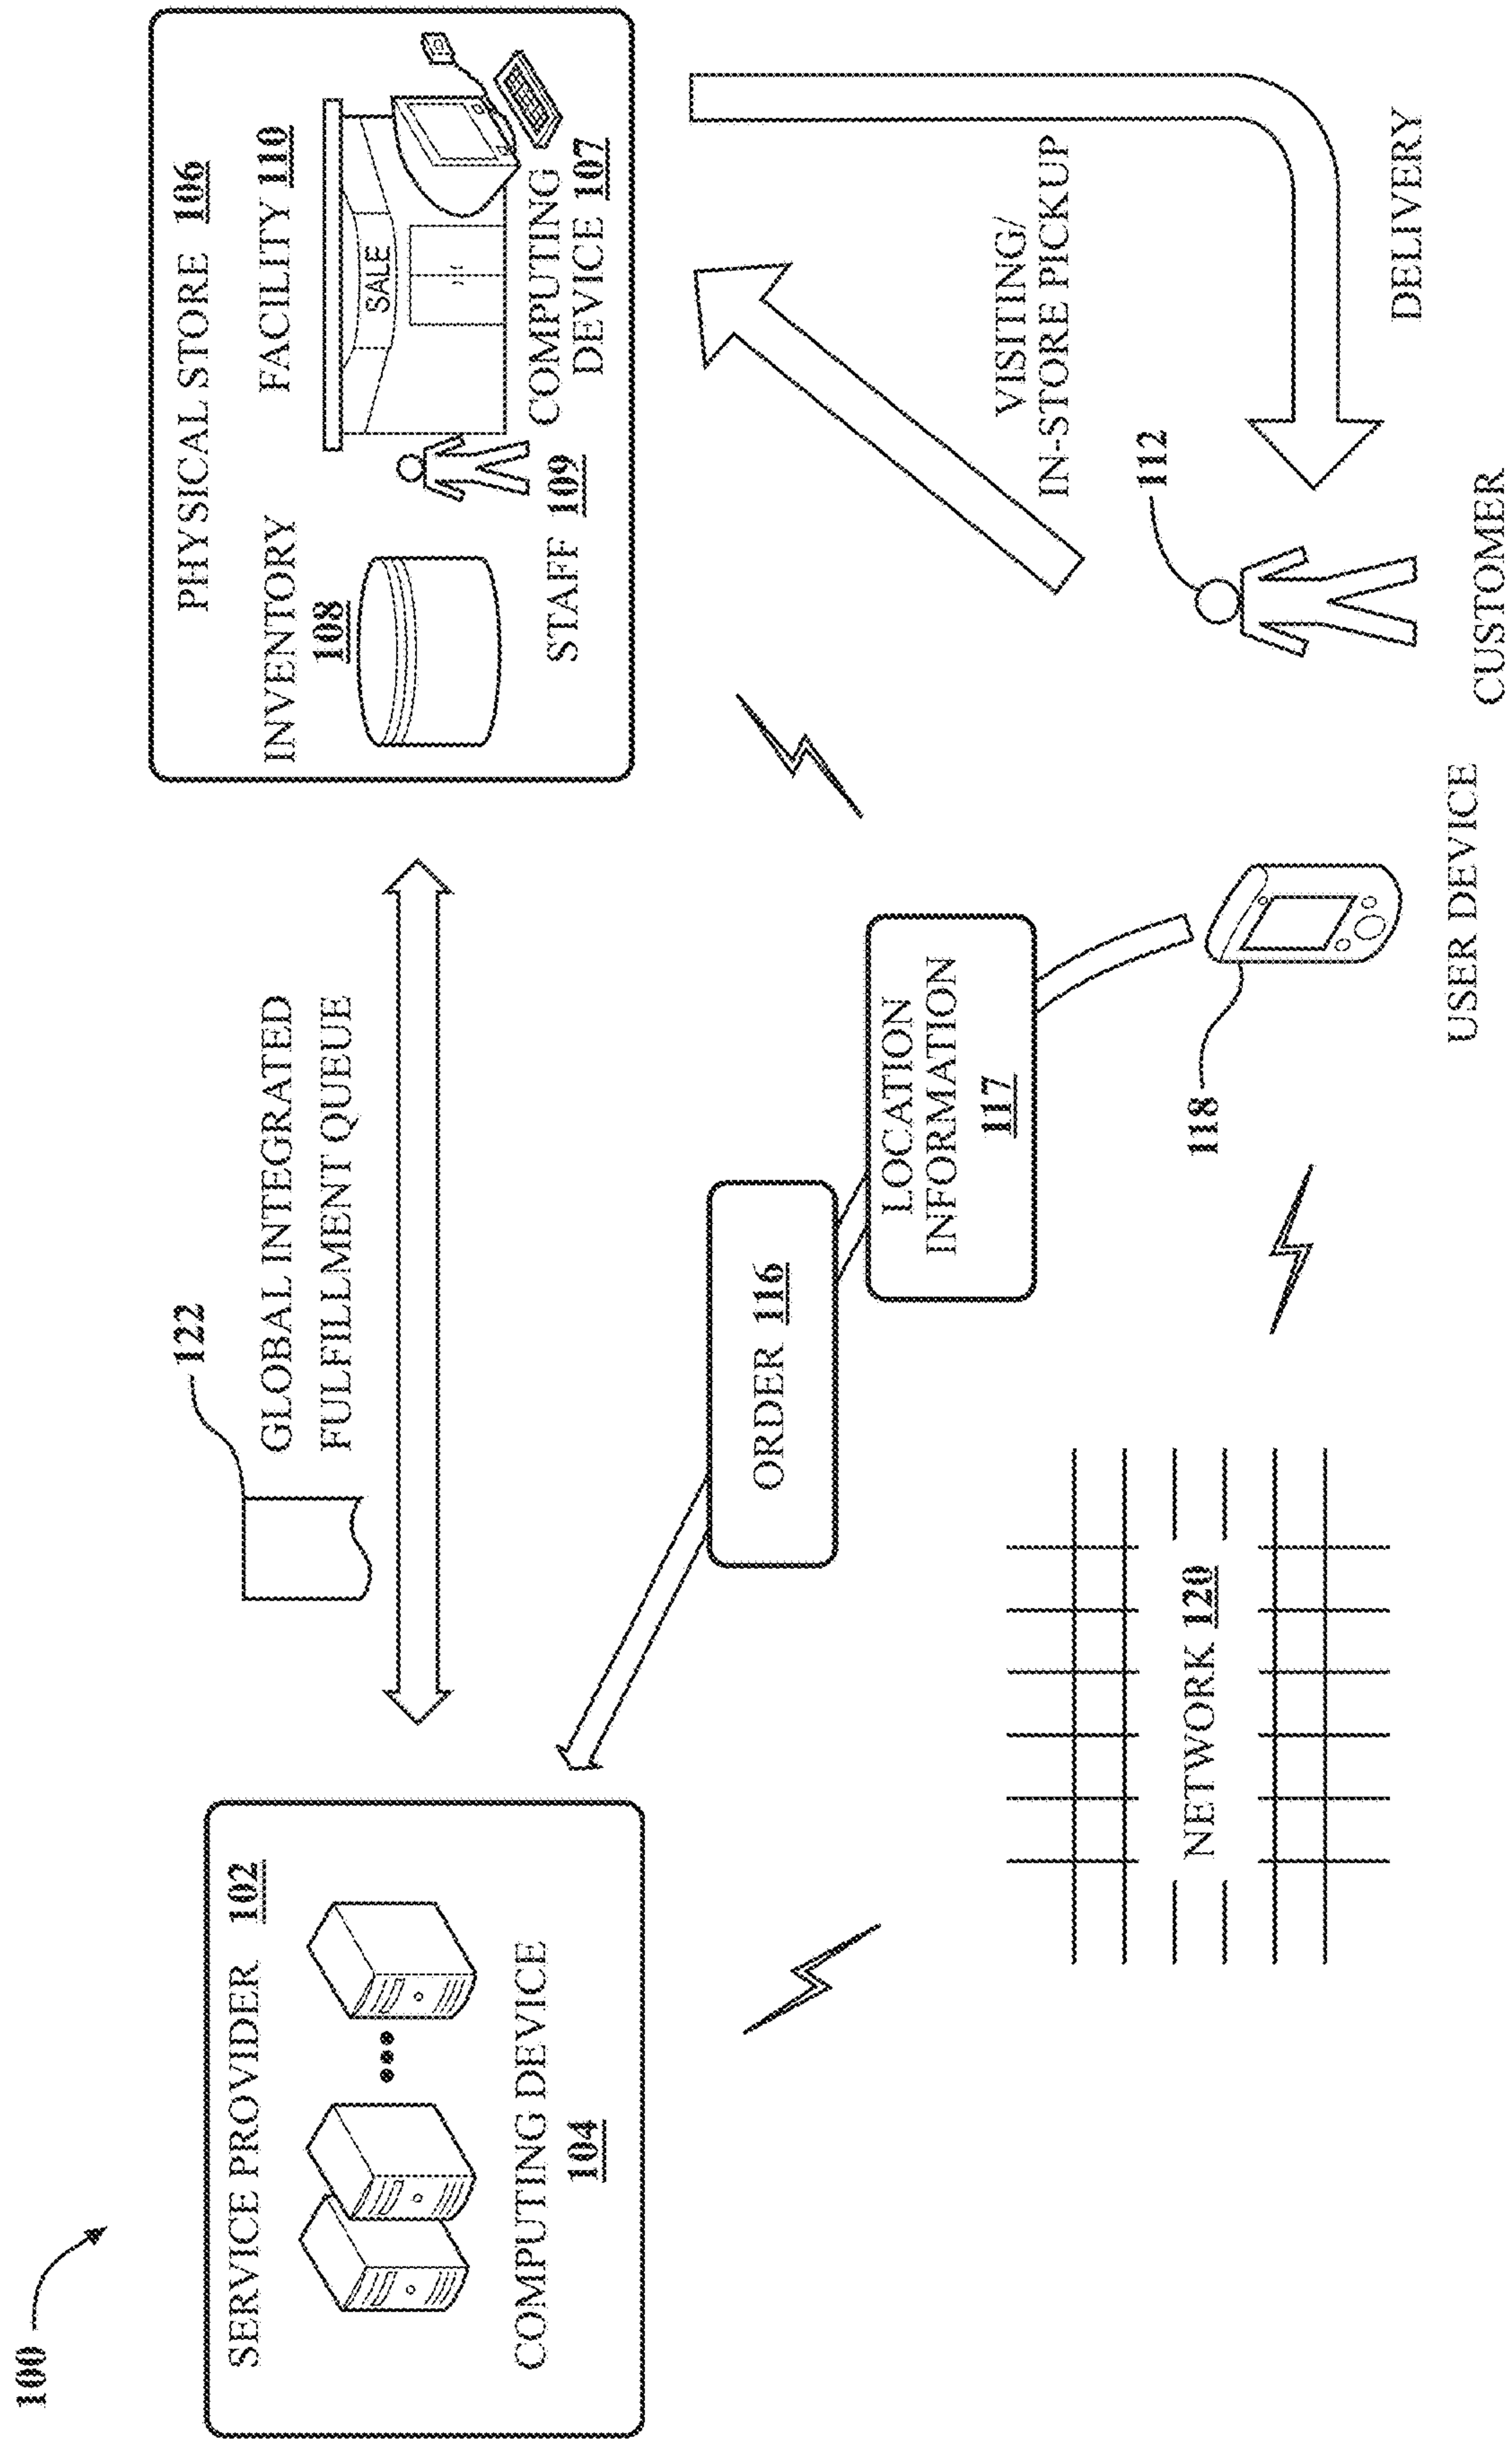 100
SERVICE PROVIDER 102
COMPUTING DEVICE
104
122
GLOBAL INTEGRATED
FULFILLMENT QUEUE
PHYSICAL STORE 106
INVENTORY
108
FACILITY 110
SALE
STAFF 109
COMPUTING
DEVICE 107
ORDER 116
LOCATION
INFORMATION
117
VISITING/
IN-STORE PICKUP
DELIVERY
NETWORK 120
118
USER DEVICE
112
CUSTOMER